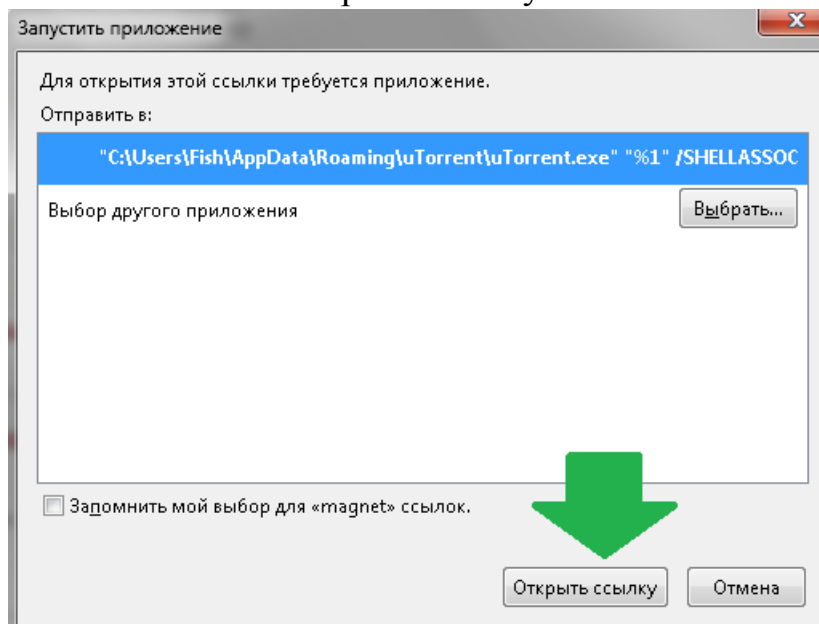 Запустить приложение
Для открытия этой ссылки требуется приложение.
Отправить в:
"C:\Users\Fish\AppData\Roaming\uTorrent\uTorrent.exe" "%1" /SHELLASSOC
Выбор другого приложения
Выбрать...
Запомнить мой выбор для «magnet» ссылок.
Открыть ссылку
Отмена